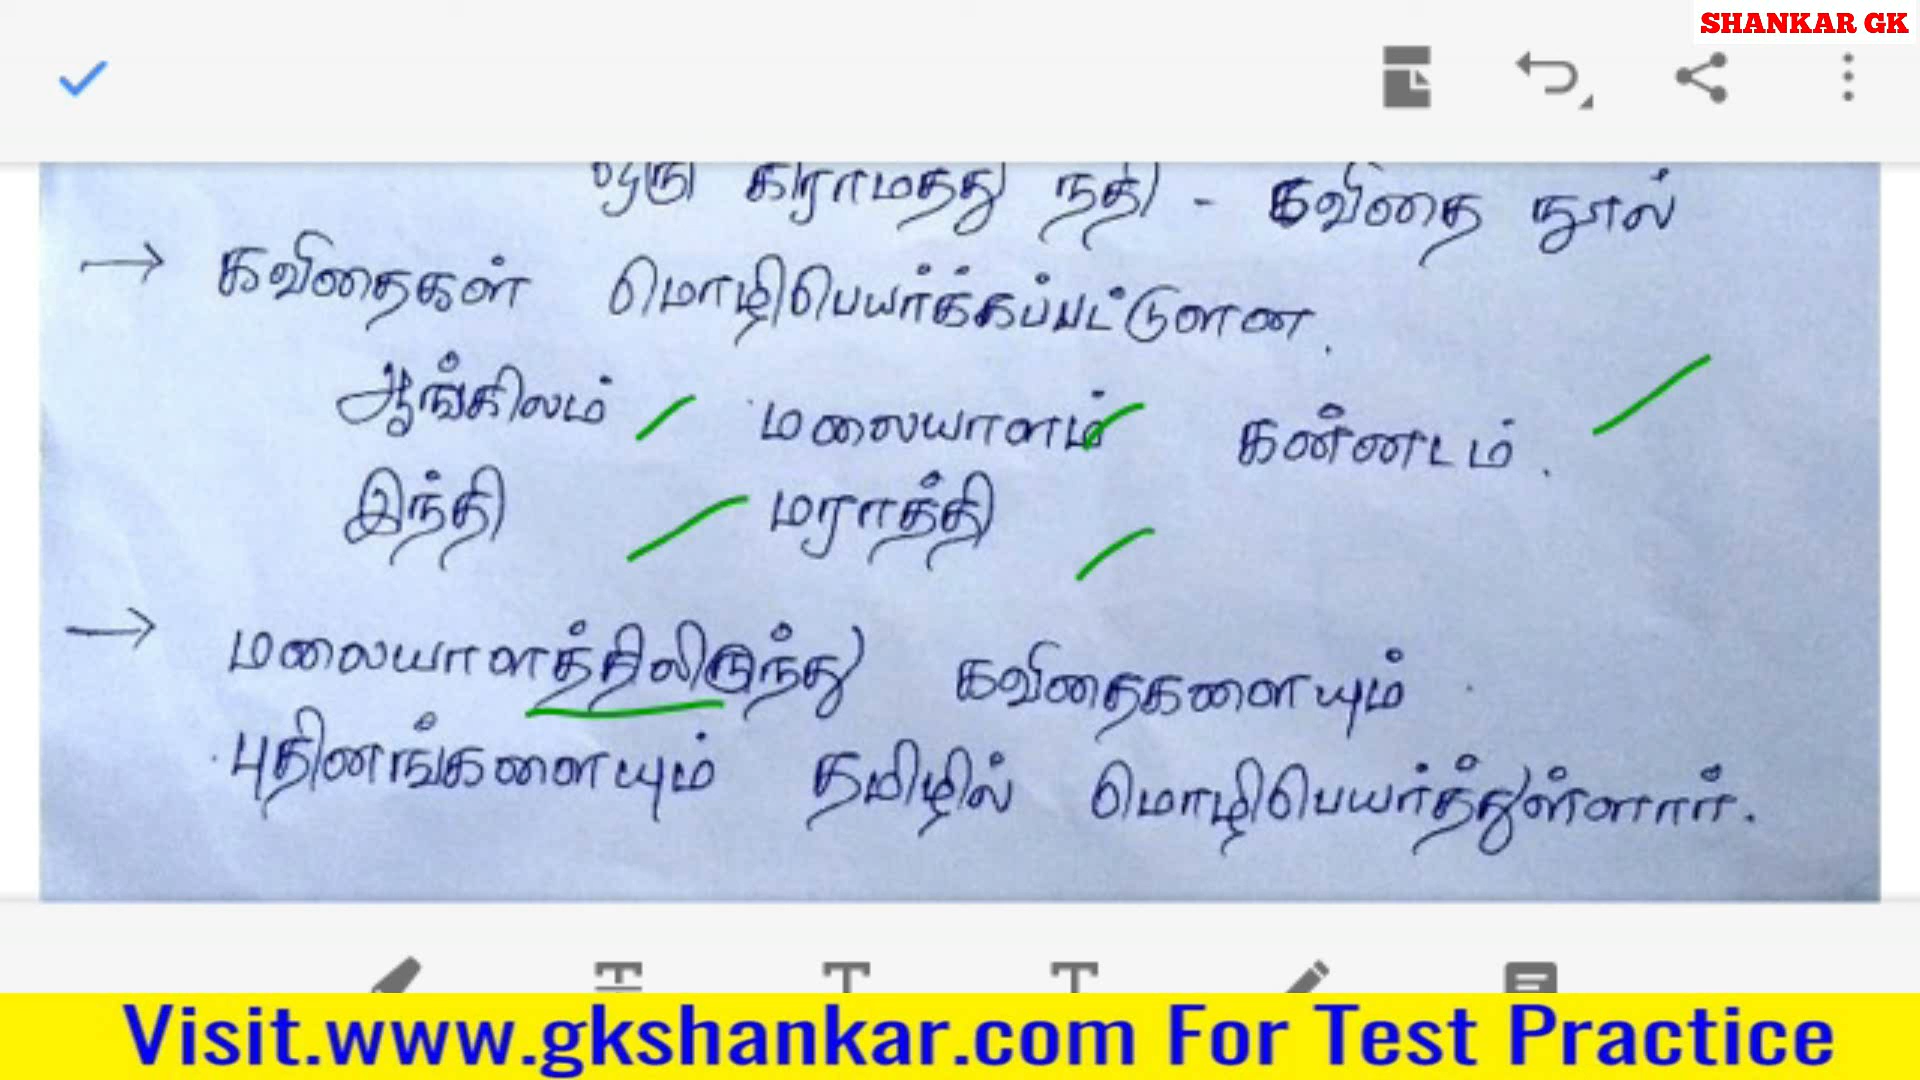 SHANKAR GK
ஒரு கிராமத்து நதி - கவிதை நூல்
→ கவிதைகள் மொழிபெயர்க்கப்பட்டுளன.
ஆங்கிலம் மலையாளம் கன்னடம்.
இந்தி மராத்தி
→ மலையாளத்திலிருந்து கவிதைகளையும்
புதினங்களையும் தமிழில் மொழிபெயர்த்துள்ளார்.
Visit.www.gkshankar.com For Test Practice